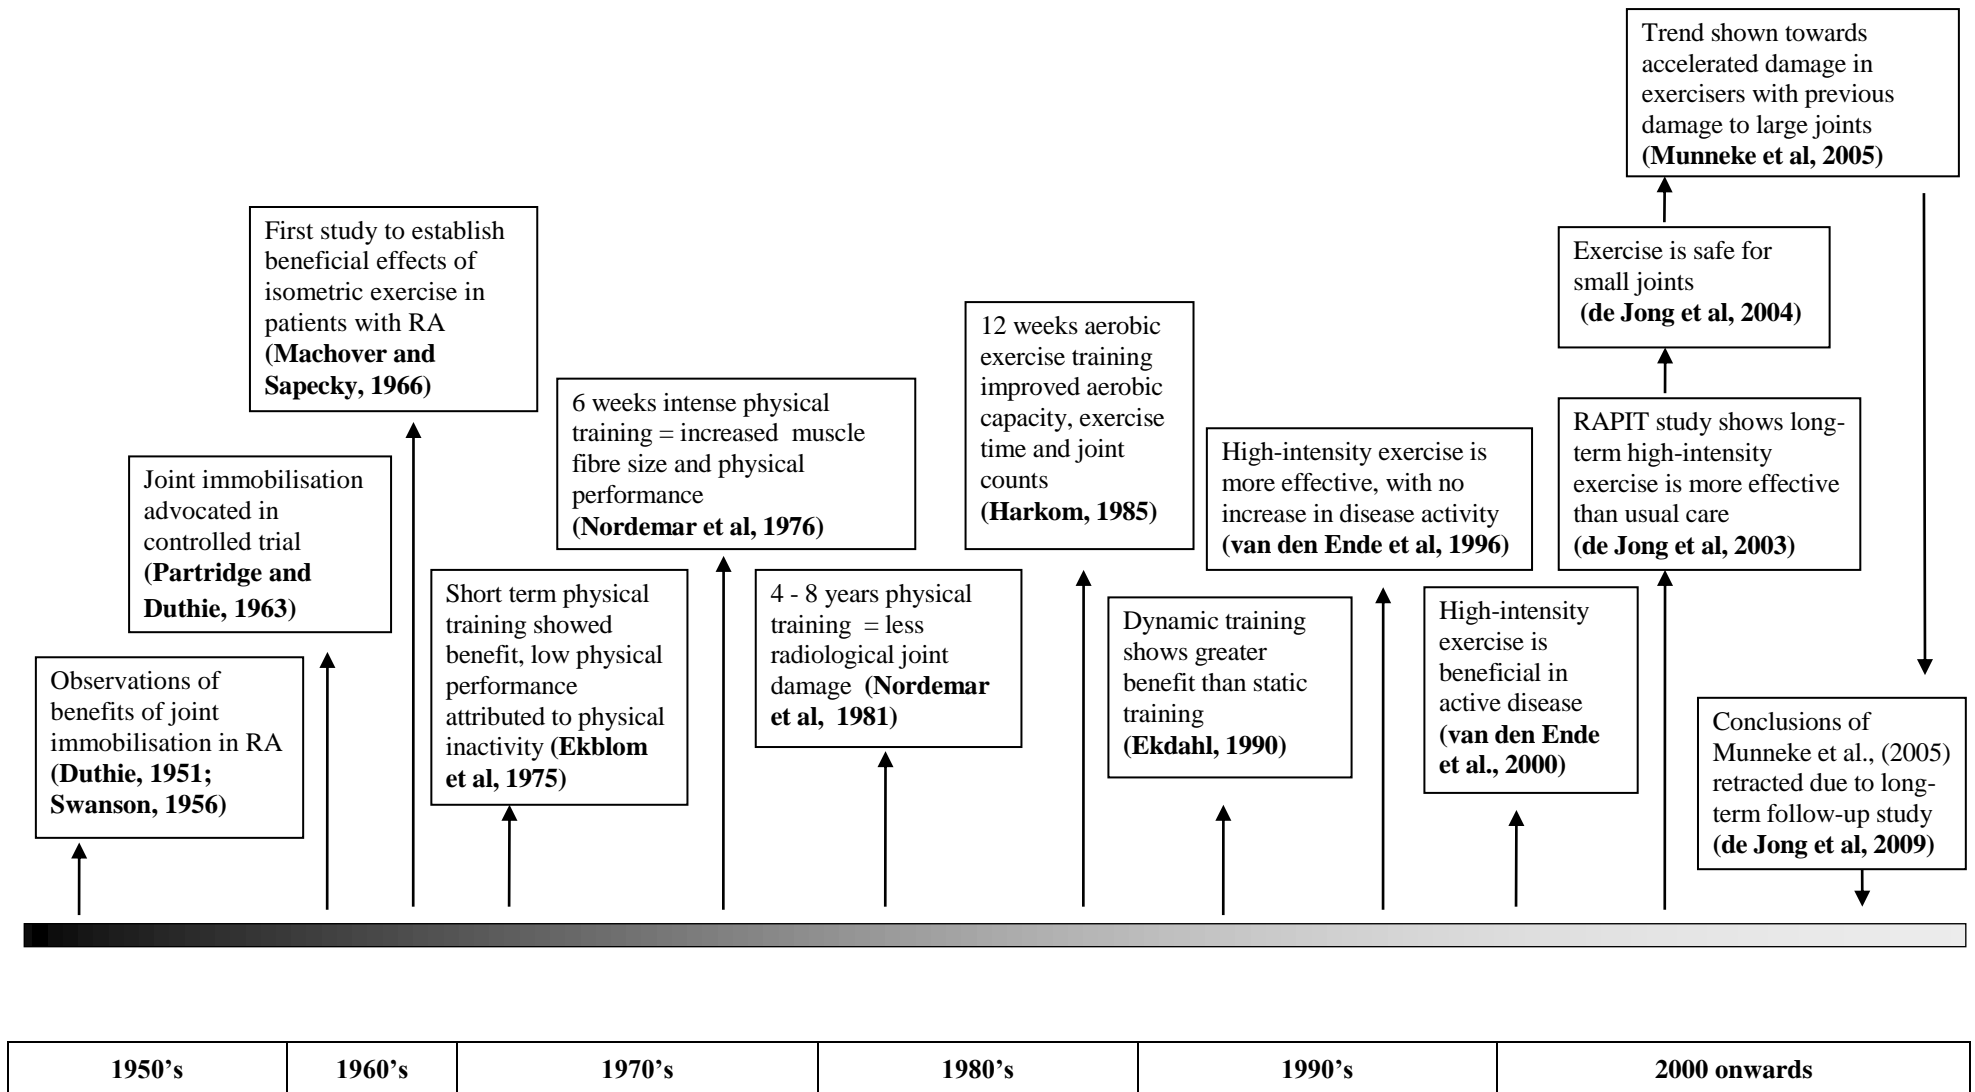 Trend shown towards
accelerated damage in
exercisers with previous
damage to large joints
(Munneke et al, 2005)
First study to establish
beneficial effects of
isometric exercise in
patients with RA
(Machover and
Sapecky, 1966)
Exercise is safe for
small joints
(de Jong et al, 2004)
12 weeks aerobic
exercise training
improved aerobic
capacity, exercise
time and joint
counts
(Harkom, 1985)
6 weeks intense physical
training = increased muscle
fibre size and physical
performance
(Nordemar et al, 1976)
RAPIT study shows long-
term high-intensity
exercise is more effective
than usual care
(de Jong et al, 2003)
High-intensity exercise is
more effective, with no
increase in disease activity
(van den Ende et al, 1996)
Joint immobilisation
advocated in
controlled trial
(Partridge and
Duthie, 1963)
Short term physical
training showed
benefit, low physical
performance
attributed to physical
inactivity (Ekblom
et al, 1975)
4 - 8 years physical
training = less
radiological joint
damage (Nordemar
et al, 1981)
Dynamic training
shows greater
benefit than static
training
(Ekdahl, 1990)
High-intensity
exercise is
beneficial in
active disease
(van den Ende
et al., 2000)
Observations of
benefits of joint
immobilisation in RA
(Duthie, 1951;
Swanson, 1956)
Conclusions of
Munneke et al., (2005)
retracted due to long-
term follow-up study
(de Jong et al, 2009)
1950’s
1960’s
1970’s
1980’s
1990’s
2000 onwards